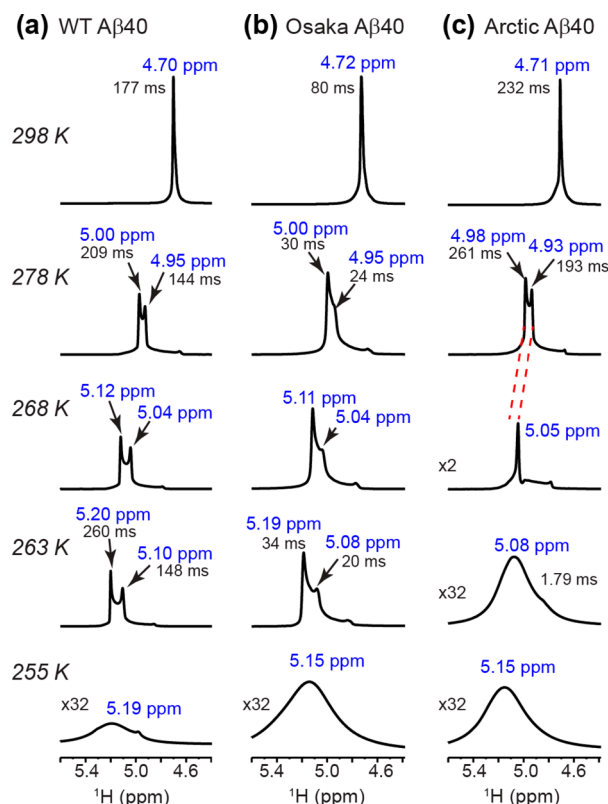 (a) WT Aβ40 (b) Osaka Aβ40 (c) Arctic Aβ40
298 K
4.70 ppm
177 ms
4.72 ppm
80 ms
4.71 ppm
232 ms
278 K
5.00 ppm
209 ms
4.95 ppm
144 ms
5.00 ppm
30 ms
4.95 ppm
24 ms
4.98 ppm
261 ms
4.93 ppm
193 ms
268 K
5.12 ppm
5.04 ppm
5.11 ppm
5.04 ppm
5.05 ppm
x2
263 K
5.20 ppm
260 ms
5.10 ppm
148 ms
5.19 ppm
34 ms
5.08 ppm
20 ms
5.08 ppm
1.79 ms
x32
255 K
x32
5.19 ppm
x32
5.15 ppm
x32
5.15 ppm
5.4 5.0 4.6 5.4 5.0 4.6 5.4 5.0 4.6
¹H (ppm) ¹H (ppm) ¹H (ppm)